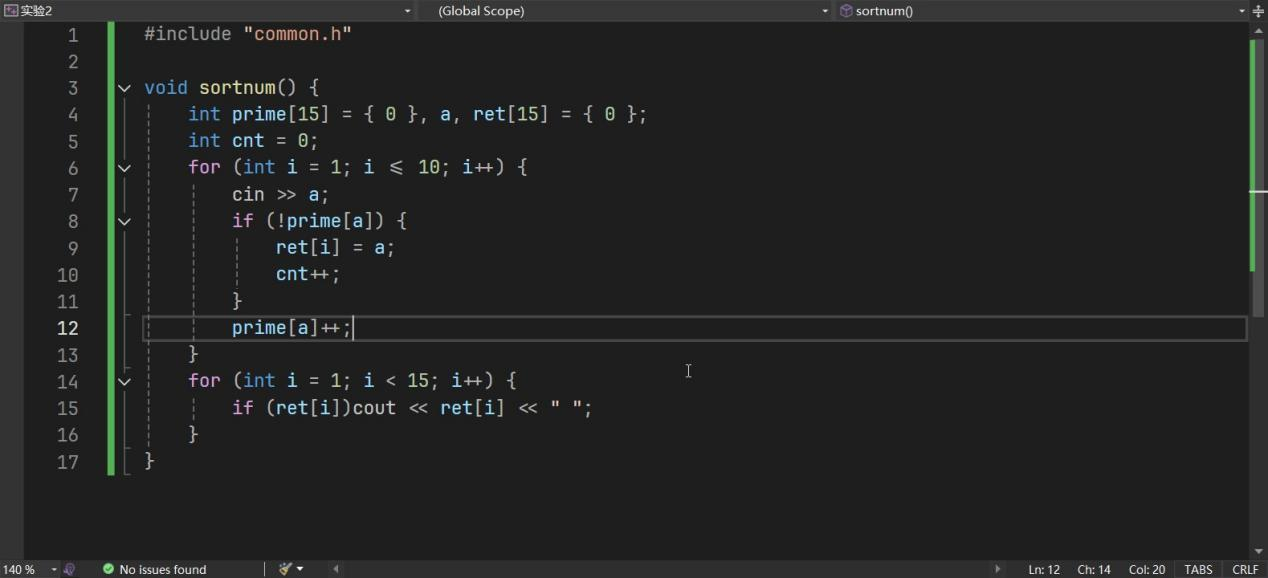 实验2 (Global Scope) sortnum()
1 #include "common.h"
2
3 void sortnum() {
4 int prime[15] = { 0 }, a, ret[15] = { 0 };
5 int cnt = 0;
6 for (int i = 1; i <= 10; i++) {
7 cin >> a;
8 if (!prime[a]) {
9 ret[i] = a;
10 cnt++;
11 }
12 prime[a]++;
13 }
14 for (int i = 1; i < 15; i++) {
15 if (ret[i])cout << ret[i] << " ";
16 }
17 }
140 % No issues found Ln: 12 Ch: 14 Col: 20 TABS CRLF